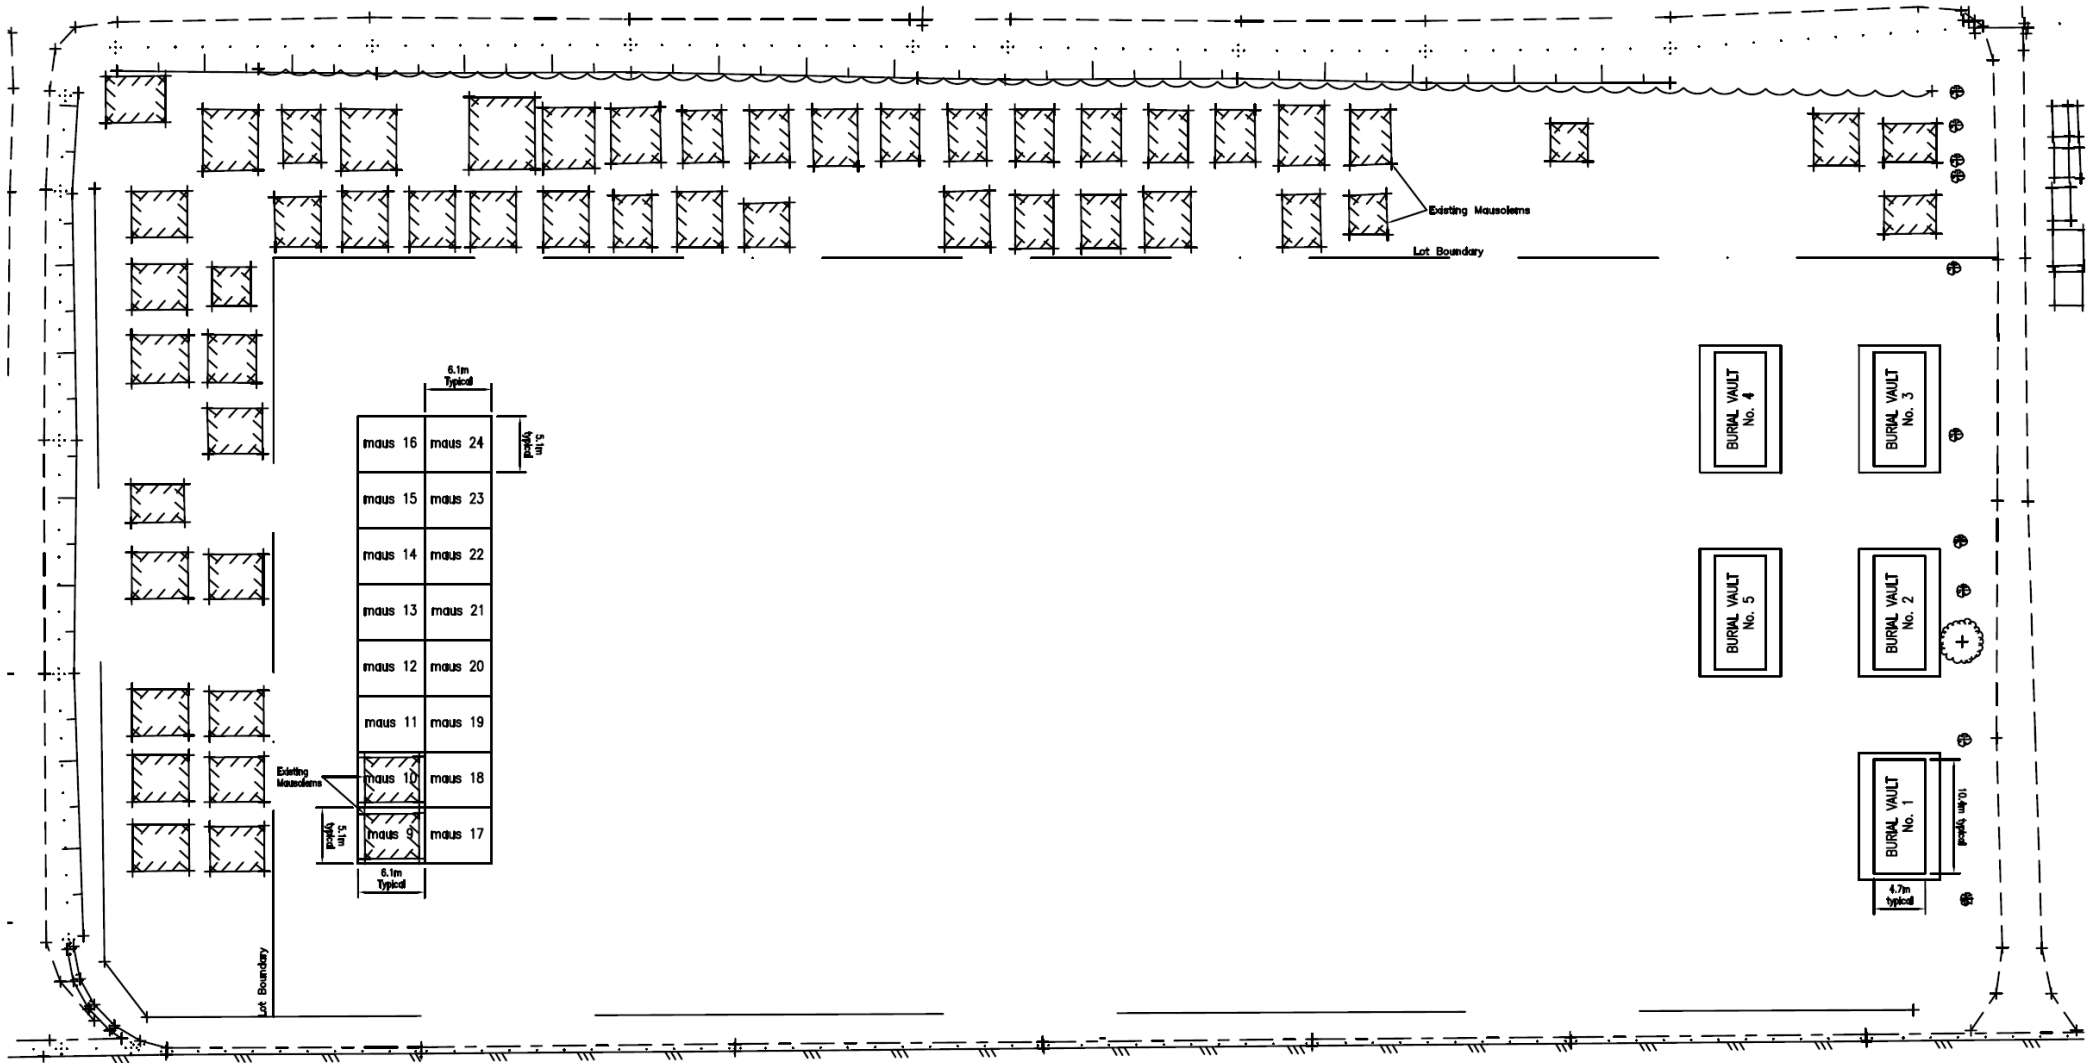 Existing Mausolems
Lot Boundary
6.1m
Typical
5.1m
typical
maus 16
maus 24
maus 15
maus 23
maus 14
maus 22
maus 13
maus 21
maus 12
maus 20
maus 11
maus 19
maus 10
maus 18
maus 9
maus 17
Existing
Mausolems
5.1m
typical
6.1m
Typical
Lot Boundary
BURIAL VAULT
No. 4
BURIAL VAULT
No. 3
BURIAL VAULT
No. 5
BURIAL VAULT
No. 2
BURIAL VAULT
No. 1
10.4m typical
4.7m
typical